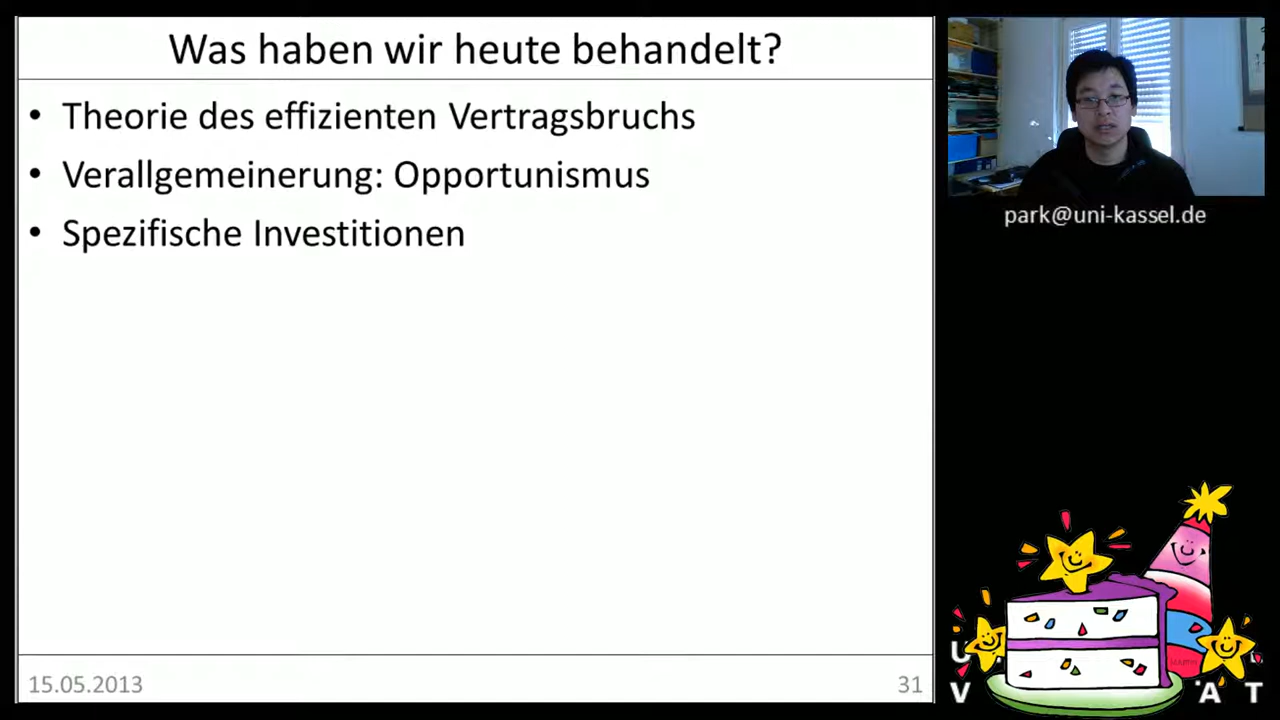 Was haben wir heute behandelt?
• Theorie des effizienten Vertragsbruchs
• Verallgemeinerung: Opportunismus
• Spezifische Investitionen
15.05.2013
31
park@uni-kassel.de
U
V A T